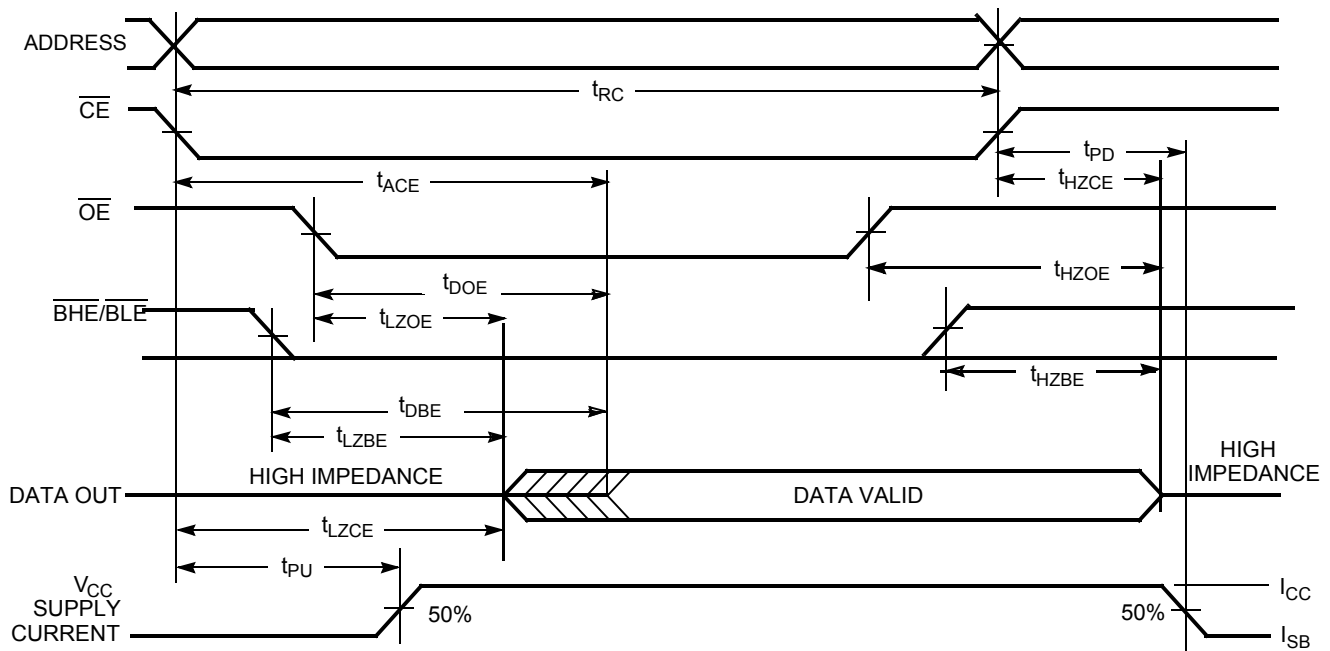 ADDRESS
tRC
CE
tPD
tACE
tHZCE
OE
tDOE
tHZOE
BHE/BLE
tLZOE
tHZBE
tDBE
tLZBE
HIGH IMPEDANCE
HIGH
IMPEDANCE
DATA OUT
DATA VALID
tLZCE
tPU
VCC
SUPPLY
CURRENT
50%
50%
ICC
ISB